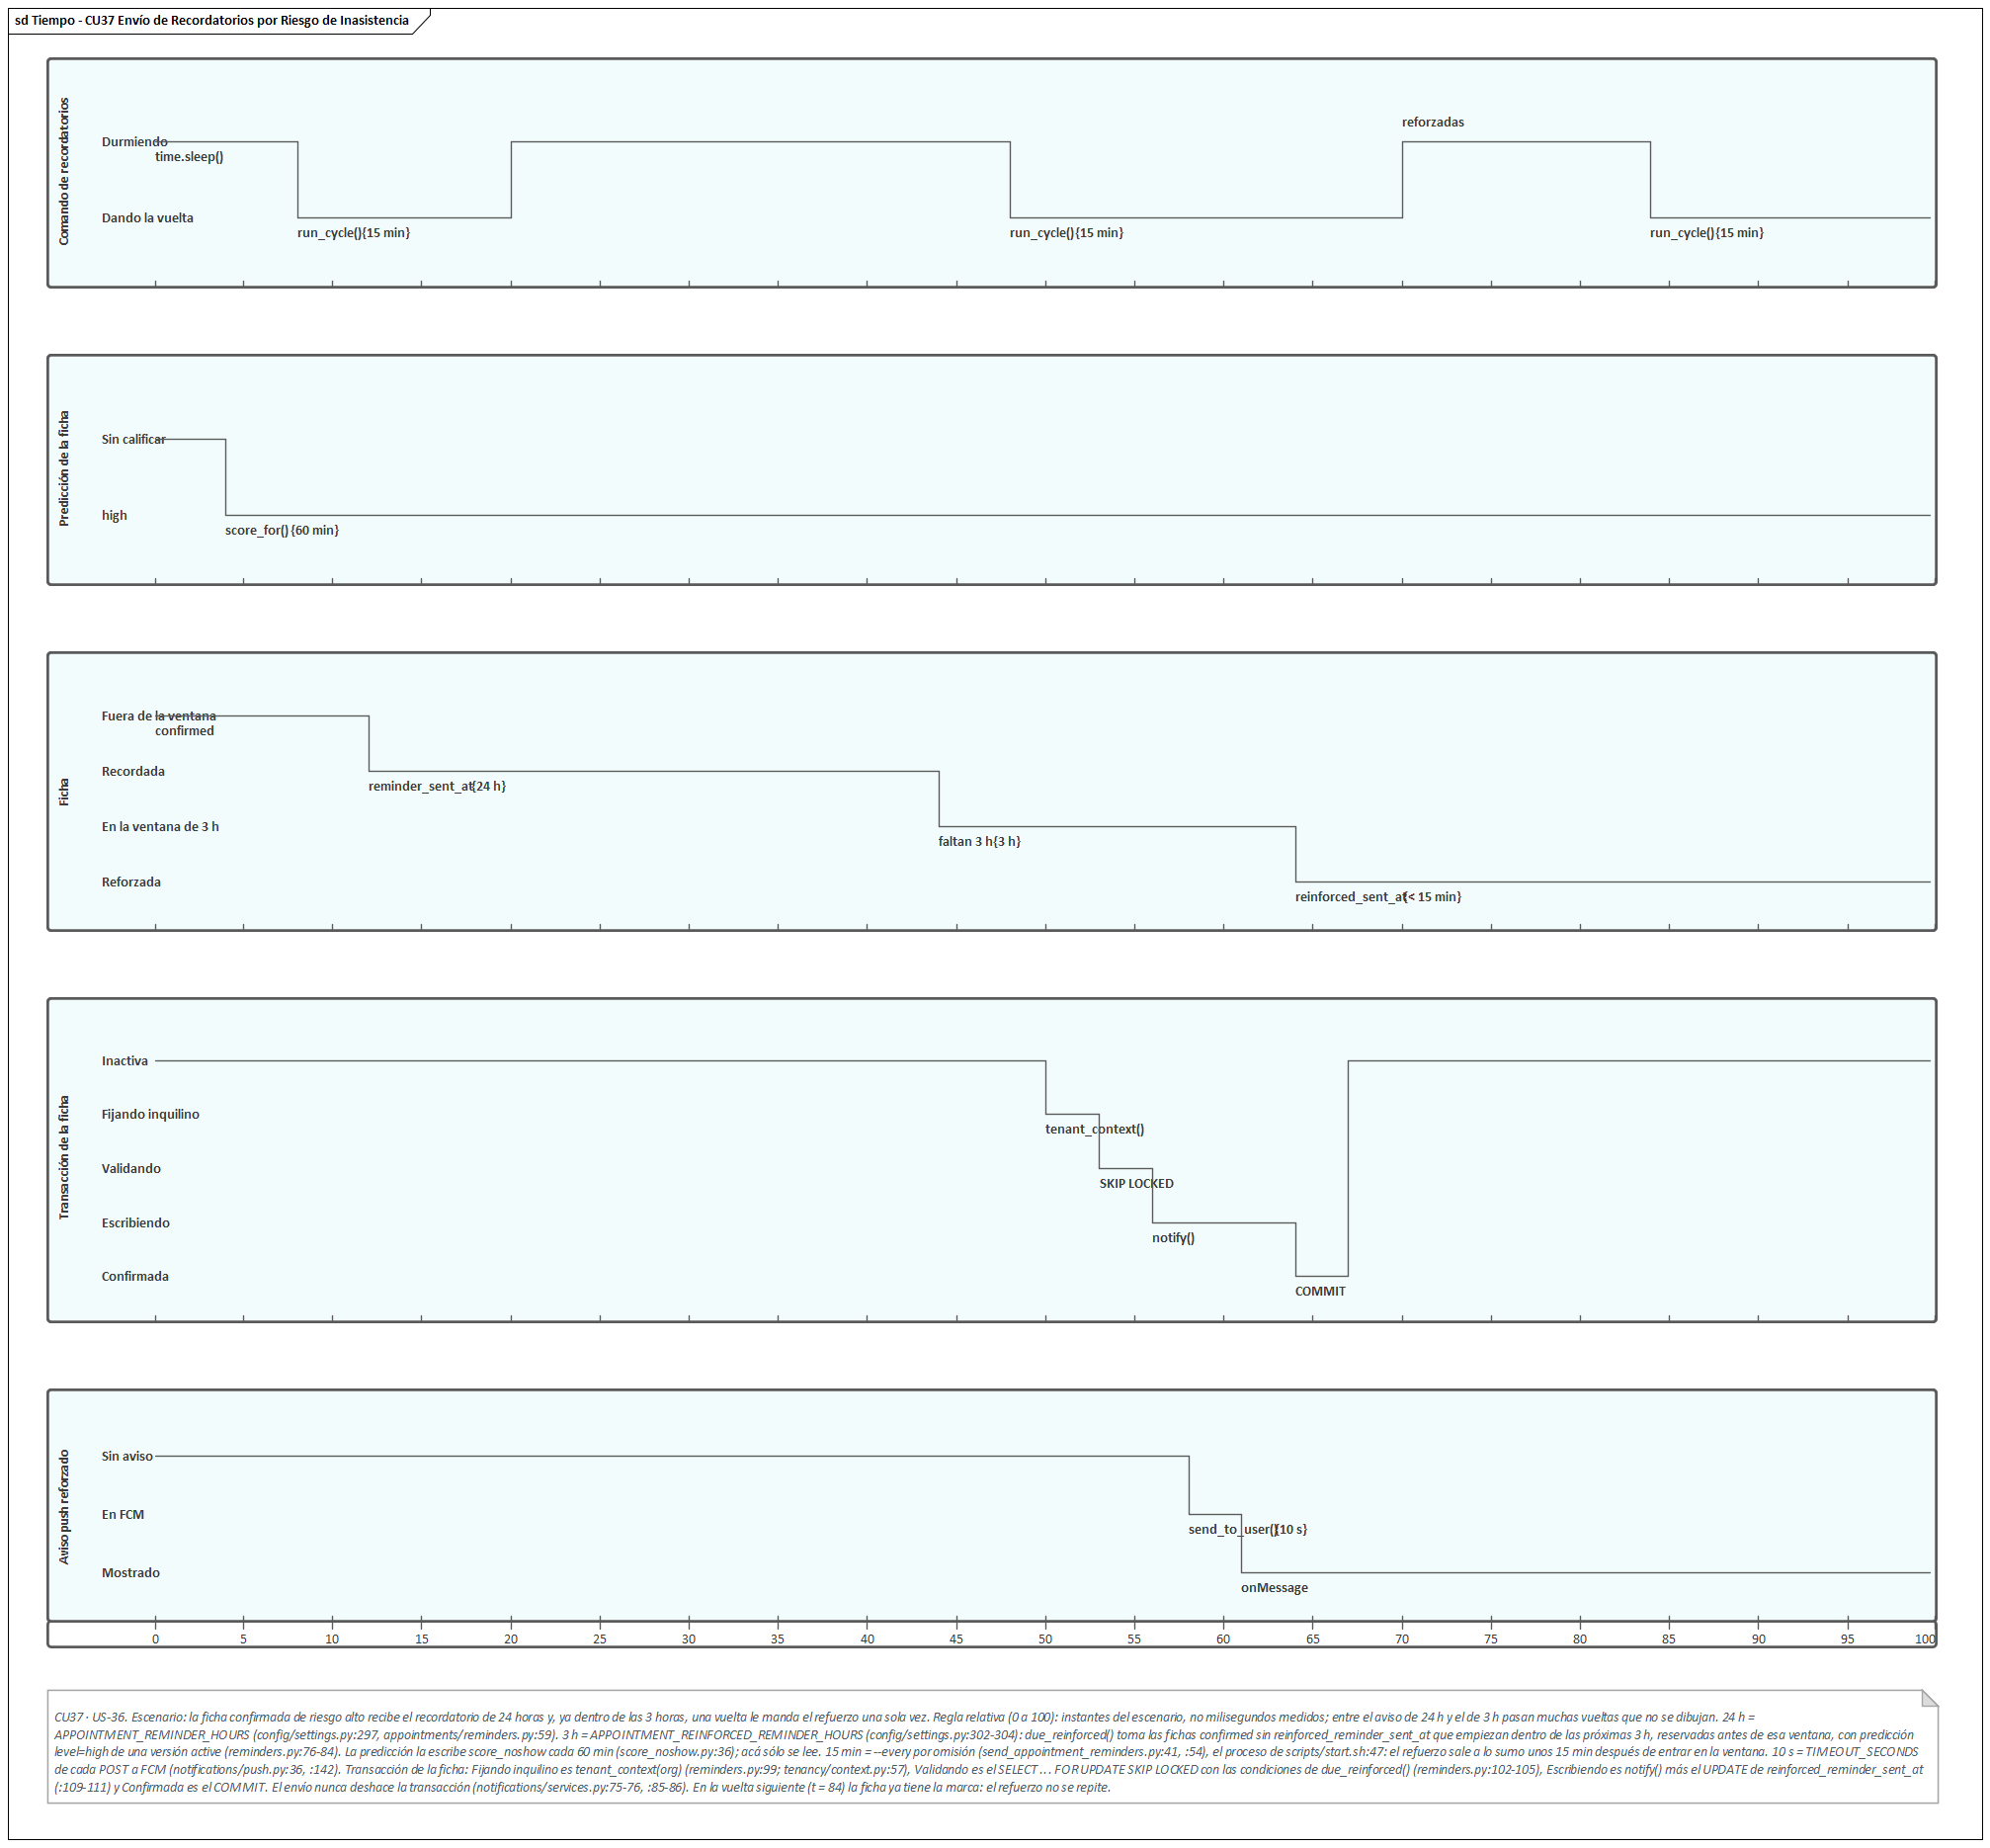 sd Tiempo - CU37 Envío de Recordatorios por Riesgo de Inasistencia
Comando de recordatorios
reforzadas
Durmiendo
time.sleep()
Dando la vuelta
run_cycle(){15 min}
run_cycle(){15 min}
run_cycle(){15 min}
Predicción de la ficha
Sin calificar
high
score_for(){60 min}
Ficha
Fuera de la ventana
confirmed
Recordada
reminder_sent_at{24 h}
En la ventana de 3 h
faltan 3 h{3 h}
Reforzada
reinforced_sent_at{< 15 min}
Transacción de la ficha
Inactiva
Fijando inquilino
tenant_context()
Validando
SKIP LOCKED
Escribiendo
notify()
Confirmada
COMMIT
Aviso push reforzado
Sin aviso
En FCM
send_to_user(){10 s}
Mostrado
onMessage
0 5 10 15 20 25 30 35 40 45 50 55 60 65 70 75 80 85 90 95 100
CU37 · US-36. Escenario: la ficha confirmada de riesgo alto recibe el recordatorio de 24 horas y, ya dentro de las 3 horas, una vuelta le manda el refuerzo una sola vez. Regla relativa (0 a 100): instantes del escenario, no milisegundos medidos; entre el aviso de 24 h y el de 3 h pasan muchas vueltas que no se dibujan. 24 h =
APPOINTMENT_REMINDER_HOURS (config/settings.py:297, appointments/reminders.py:59). 3 h = APPOINTMENT_REINFORCED_REMINDER_HOURS (config/settings.py:302-304): due_reinforced() toma las fichas confirmed sin reinforced_reminder_sent_at que empiezan dentro de las próximas 3 h, reservadas antes de esa ventana, con predicción
level=high de una versión active (reminders.py:76-84). La predicción la escribe score_noshow cada 60 min (score_noshow.py:36); acá sólo se lee. 15 min = --every por omisión (send_appointment_reminders.py:41, :54), el proceso de scripts/start.sh:47: el refuerzo sale a lo sumo unos 15 min después de entrar en la ventana. 10 s = TIMEOUT_SECONDS
de cada POST a FCM (notifications/push.py:36, :142). Transacción de la ficha: Fijando inquilino es tenant_context(org) (reminders.py:99; tenancy/context.py:57), Validando es el SELECT ... FOR UPDATE SKIP LOCKED con las condiciones de due_reinforced() (reminders.py:102-105), Escribiendo es notify() más el UPDATE de reinforced_reminder_sent_at
(:109-111) y Confirmada es el COMMIT. El envío nunca deshace la transacción (notifications/services.py:75-76, :85-86). En la vuelta siguiente (t = 84) la ficha ya tiene la marca: el refuerzo no se repite.